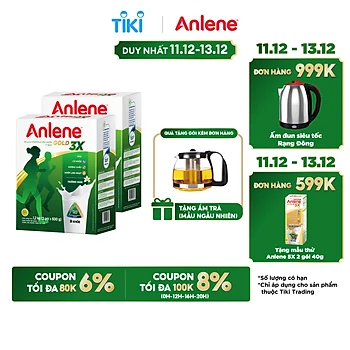 TIKI
Anlene®
DUY NHẤT 11.12-13.12
11.12 - 13.12
ĐƠN HÀNG 999K
Ấm đun siêu tốc
Rạng Đông
Anlene
GOLD 3X
QUÀ TẶNG GÓI KÈM ĐƠN HÀNG
TẶNG ẤM TRÀ
(MẪU NGẪU NHIÊN)
11.12 - 13.12
ĐƠN HÀNG 599K
Tặng mẫu thử
Anlene 5X 2 gói 40g
COUPON
TỐI ĐA 80K
6%
COUPON
TỐI ĐA 100K
8%
(0H-12H-16H-20H)
*Số lượng có hạn
*Chỉ áp dụng cho sản phẩm
thuộc Tiki Trading